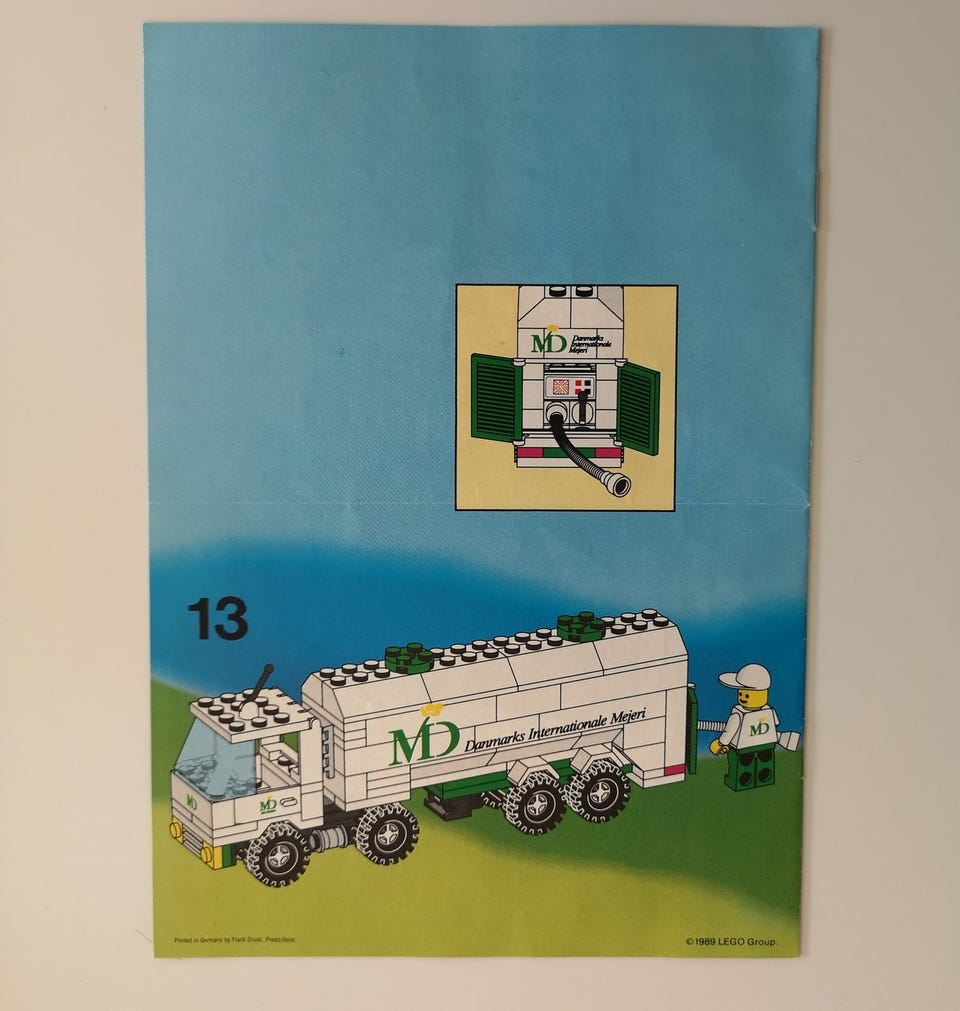 MD Danmarks
Internationale
Mejeri
13
MD Danmarks Internationale Mejeri
MD
MD
MD
Printed in Germany by Frank Druck, Preetz/Holst
©1989 LEGO Group.